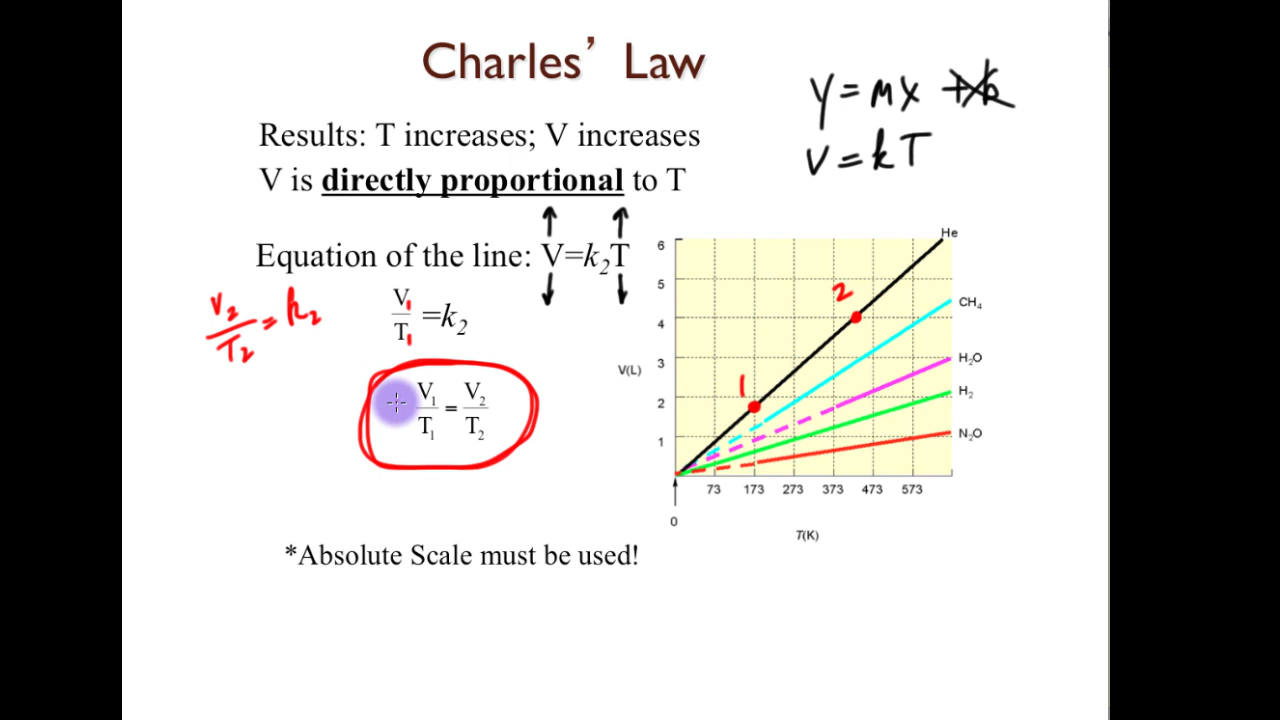 Charles’ Law
y = mx + b
V = kT
Results: T increases; V increases
V is directly proportional to T
Equation of the line: V=k₂T
V₂/T₂ = k₂
V₁/T₁ =k₂
V₁/T₁ = V₂/T₂
*Absolute Scale must be used!
He
6
5
CH₄
2
4
V(L)
3
H₂O
1
2
H₂
1
N₂O
73 173 273 373 473 573
0
T(K)